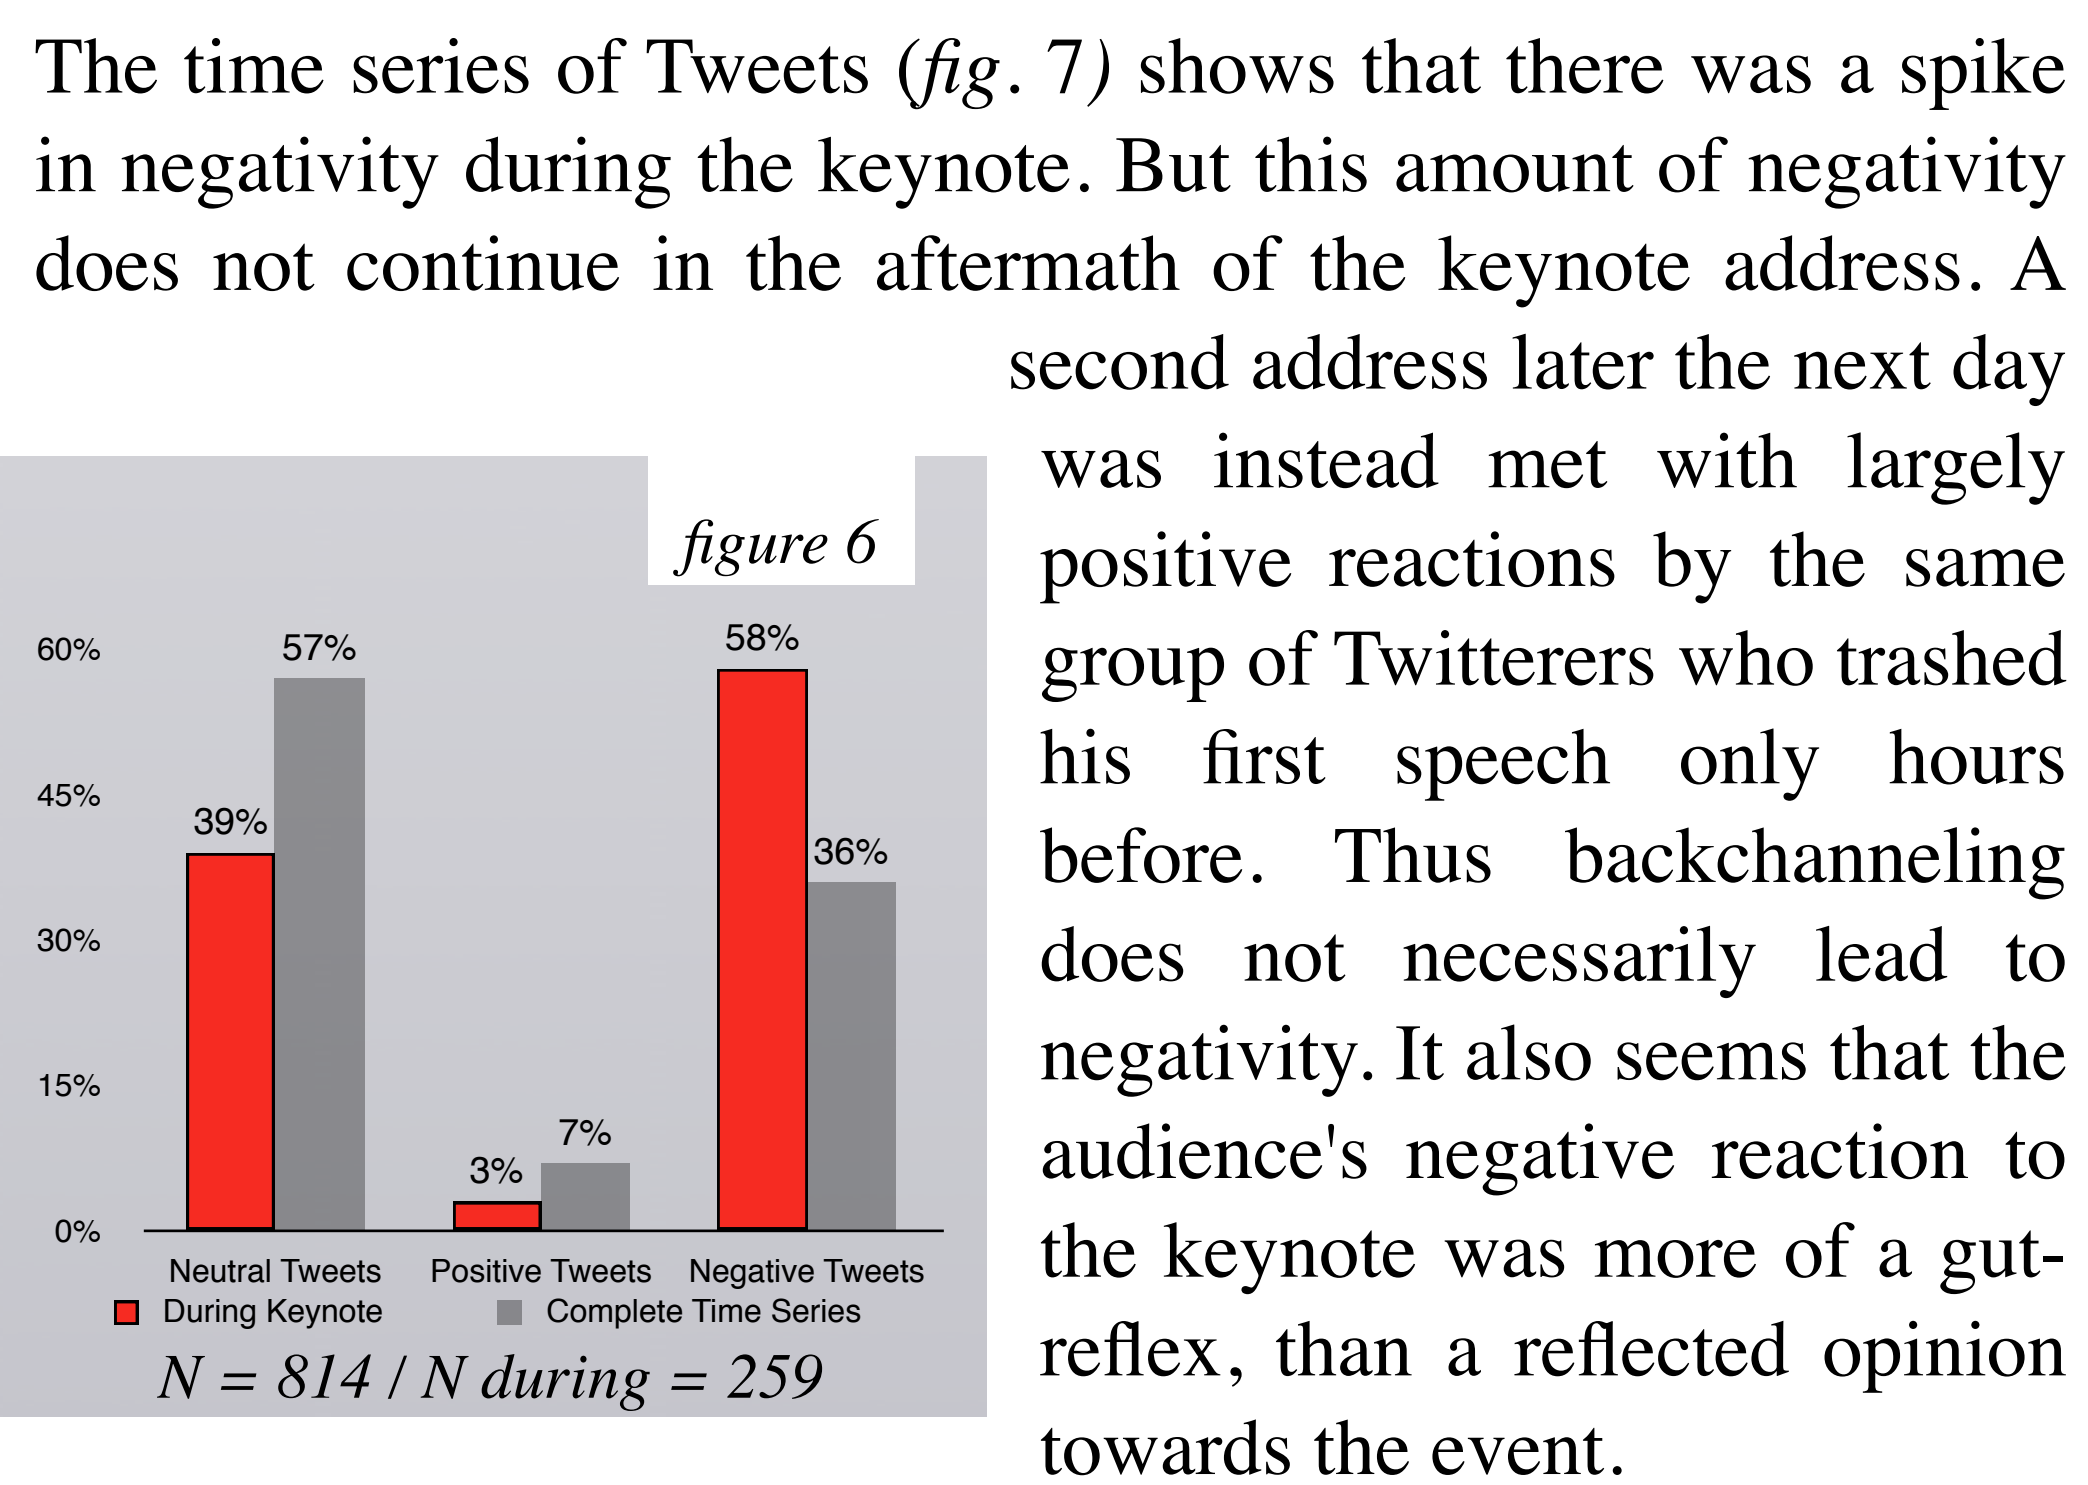 The time series of Tweets (fig. 7) shows that there was a spike
in negativity during the keynote. But this amount of negativity
does not continue in the aftermath of the keynote address. A
second address later the next day
was instead met with largely
positive reactions by the same
group of Twitterers who trashed
his first speech only hours
before. Thus backchanneling
does not necessarily lead to
negativity. It also seems that the
audience's negative reaction to
the keynote was more of a gut-
reflex, than a reflected opinion
towards the event.
figure 6
60%
45%
30%
15%
0%
39%
57%
3%
7%
58%
36%
Neutral Tweets Positive Tweets Negative Tweets
During Keynote Complete Time Series
N = 814 / N during = 259